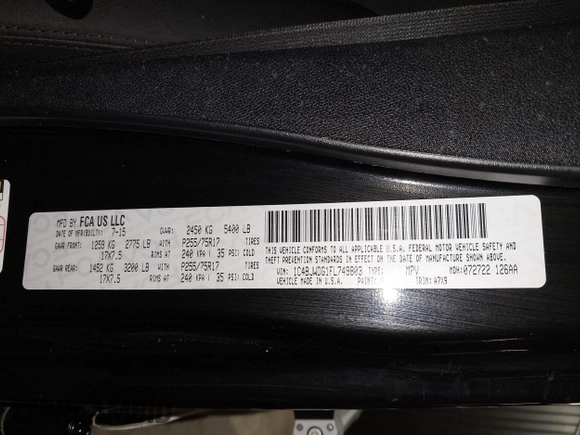 MFD BY FCA US LLC
DATE OF MFR(BUILT): 7-15 GVWR: 2450 KG 5400 LB
GAWR FRONT: 1259 KG 2775 LB WITH P255/75R17 TIRES
17X7.5 RIMS AT 240 KPA ( 35 PSI) COLD
GAWR REAR: 1452 KG 3200 LB WITH P255/75R17 TIRES
17X7.5 RIMS AT 240 KPA ( 35 PSI) COLD
THIS VEHICLE CONFORMS TO ALL APPLICABLE U.S.A. FEDERAL MOTOR VEHICLE SAFETY AND
THEFT PREVENTION STANDARDS IN EFFECT ON THE DATE OF MANUFACTURE SHOWN ABOVE.
VIN: 1C4BJWDG1FL749803 TYPE: MPV MDH: 072722 126AA
VEHICLE MADE IN U.S.A. TRIM: A7X9